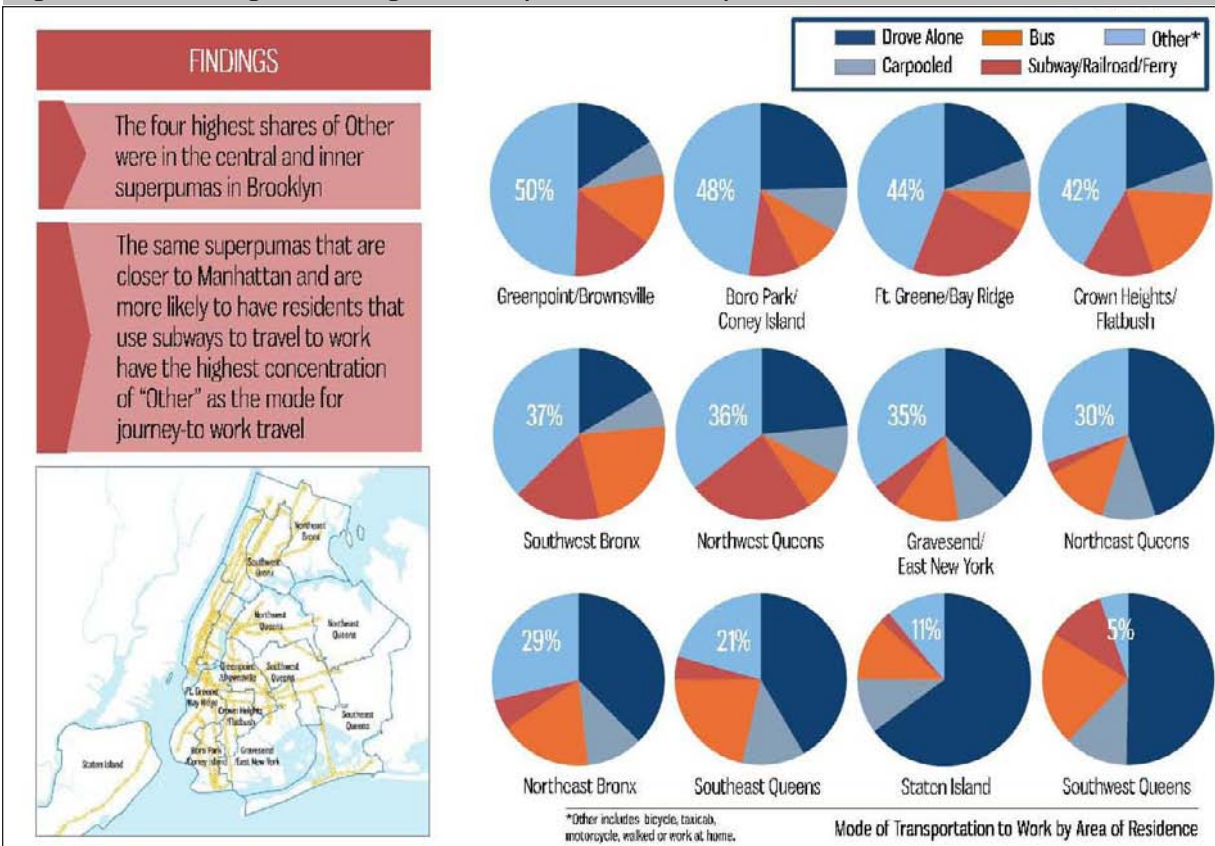 FINDINGS
The four highest shares of Other
were in the central and inner
superpumas in Brooklyn
The same superpumas that are
closer to Manhattan and are
more likely to have residents that
use subways to travel to work
have the highest concentration
of "Other" as the mode for
journey-to work travel
Drove Alone
Bus
Other*
Carpooled
Subway/Railroad/Ferry
50%
48%
44%
42%
Greenpoint/Brownsville
Boro Park/
Coney Island
Ft. Greene/Bay Ridge
Crown Heights/
Flatbush
37%
36%
35%
30%
Southwest Bronx
Northwest Queens
Gravesend/
East New York
Northeast Queens
29%
21%
11%
5%
Northeast Bronx
Southeast Queens
Staten Island
Southwest Queens
Northeast
Bronx
Southwest
Bronx
Northwest
Queens
Northeast
Queens
Greenpoint
Southwest
Queens
Ft. Greene
Bay Ridge
Crown Heights
/Flatbush
Southeast
Queens
Boro Park
/Coney Island
Gravesend
/East New York
Staten Island
*Other includes bicycle, taxicab,
motorcycle, walked or work at home.
Mode of Transportation to Work by Area of Residence